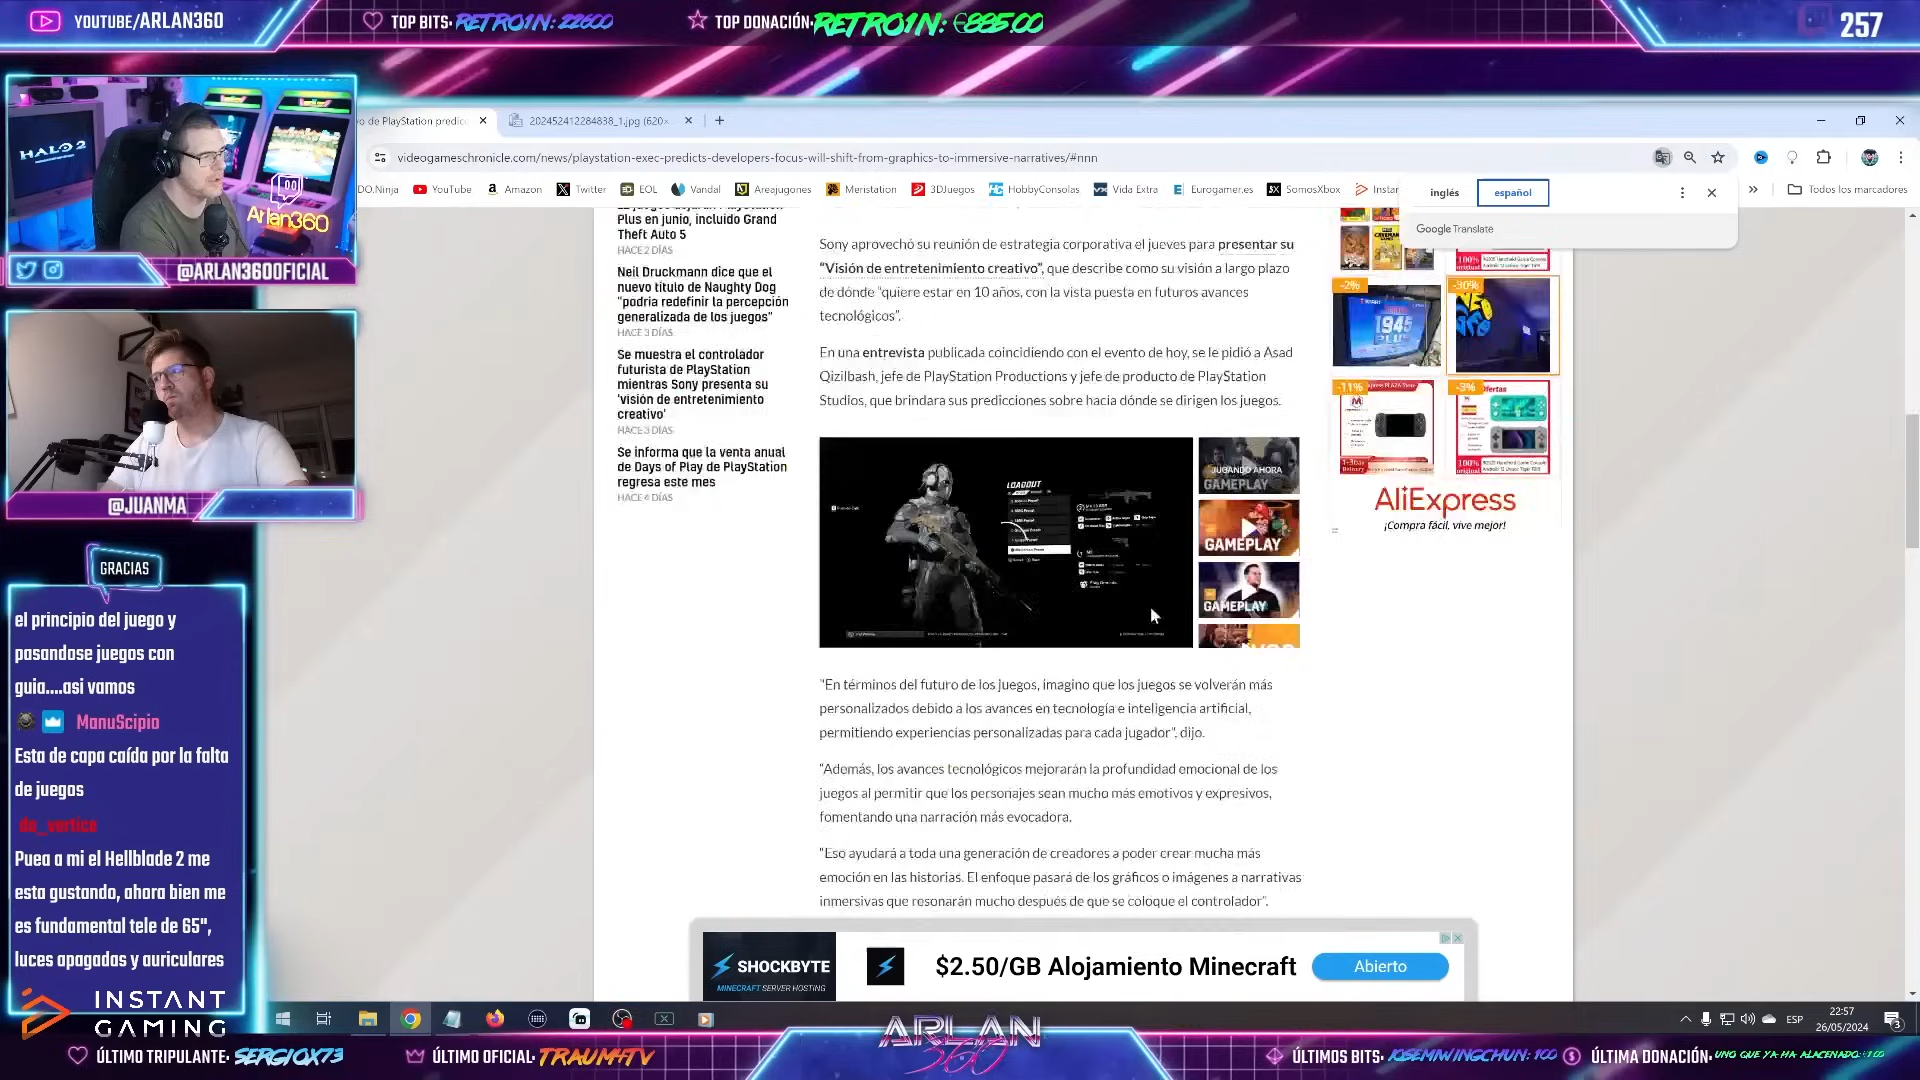 YOUTUBE/ARLAN360
TOP BITS: RETRO1N: 22600
TOP DONACIÓN: RETRO1N: €885.00
257
HALO 2
Arlan360
@ARLAN360OFICIAL
@JUANMA
GRACIAS
el principio del juego y
pasandose juegos con
guia....asi vamos
ManuScipio
Esta de capa caída por la falta
de juegos
da_vertice
Puea a mi el Hellblade 2 me
esta gustando, ahora bien me
es fundamental tele de 65",
luces apagadas y auriculares
INSTANT
GAMING
o de PlayStation predic
202452412284838_1.jpg (620×
videogameschronicle.com/news/playstation-exec-predicts-developers-focus-will-shift-from-graphics-to-immersive-narratives/#nnn
DO.Ninja
YouTube
Amazon
Twitter
EOL
Vandal
Areajugones
Meristation
3DJuegos
HobbyConsolas
Vida Extra
Eurogamer.es
SomosXbox
Instar
Todos los marcadores
inglés
español
Google Translate
Plus en junio, incluido Grand
Theft Auto 5
HACE 2 DÍAS
Neil Druckmann dice que el
nuevo título de Naughty Dog
"podría redefinir la percepción
generalizada de los juegos"
HACE 3 DÍAS
Se muestra el controlador
futurista de PlayStation
mientras Sony presenta su
'visión de entretenimiento
creativo'
HACE 3 DÍAS
Se informa que la venta anual
de Days of Play de PlayStation
regresa este mes
HACE 4 DÍAS
Sony aprovechó su reunión de estrategia corporativa el jueves para presentar su
“Visión de entretenimiento creativo”, que describe como su visión a largo plazo
de dónde “quiere estar en 10 años, con la vista puesta en futuros avances
tecnológicos”.
En una entrevista publicada coincidiendo con el evento de hoy, se le pidió a Asad
Qizilbash, jefe de PlayStation Productions y jefe de producto de PlayStation
Studios, que brindara sus predicciones sobre hacia dónde se dirigen los juegos.
LOADOUT
JUGANDO AHORA
GAMEPLAY
GAMEPLAY
GAMEPLAY
“En términos del futuro de los juegos, imagino que los juegos se volverán más
personalizados debido a los avances en tecnología e inteligencia artificial,
permitiendo experiencias personalizadas para cada jugador”, dijo.
“Además, los avances tecnológicos mejorarán la profundidad emocional de los
juegos al permitir que los personajes sean mucho más emotivos y expresivos,
fomentando una narración más evocadora.
“Eso ayudará a toda una generación de creadores a poder crear mucha más
emoción en las historias. El enfoque pasará de los gráficos o imágenes a narrativas
inmersivas que resonarán mucho después de que se coloque el controlador”.
-2%
-30%
1945
PLUS
-11%
-3%
Ofertas
100%
100%
AliExpress
¡Compra fácil, vive mejor!
SHOCKBYTE
MINECRAFT SERVER HOSTING
$2.50/GB Alojamiento Minecraft
Abierto
ESP
22:57
26/05/2024
3
ARLAN
360
ÚLTIMO TRIPULANTE: SERGIOX73
ÚLTIMO OFICIAL: TRAUM4TV
ÚLTIMOS BITS: JOSEMIWINGCHUN: 100
ÚLTIMA DONACIÓN: